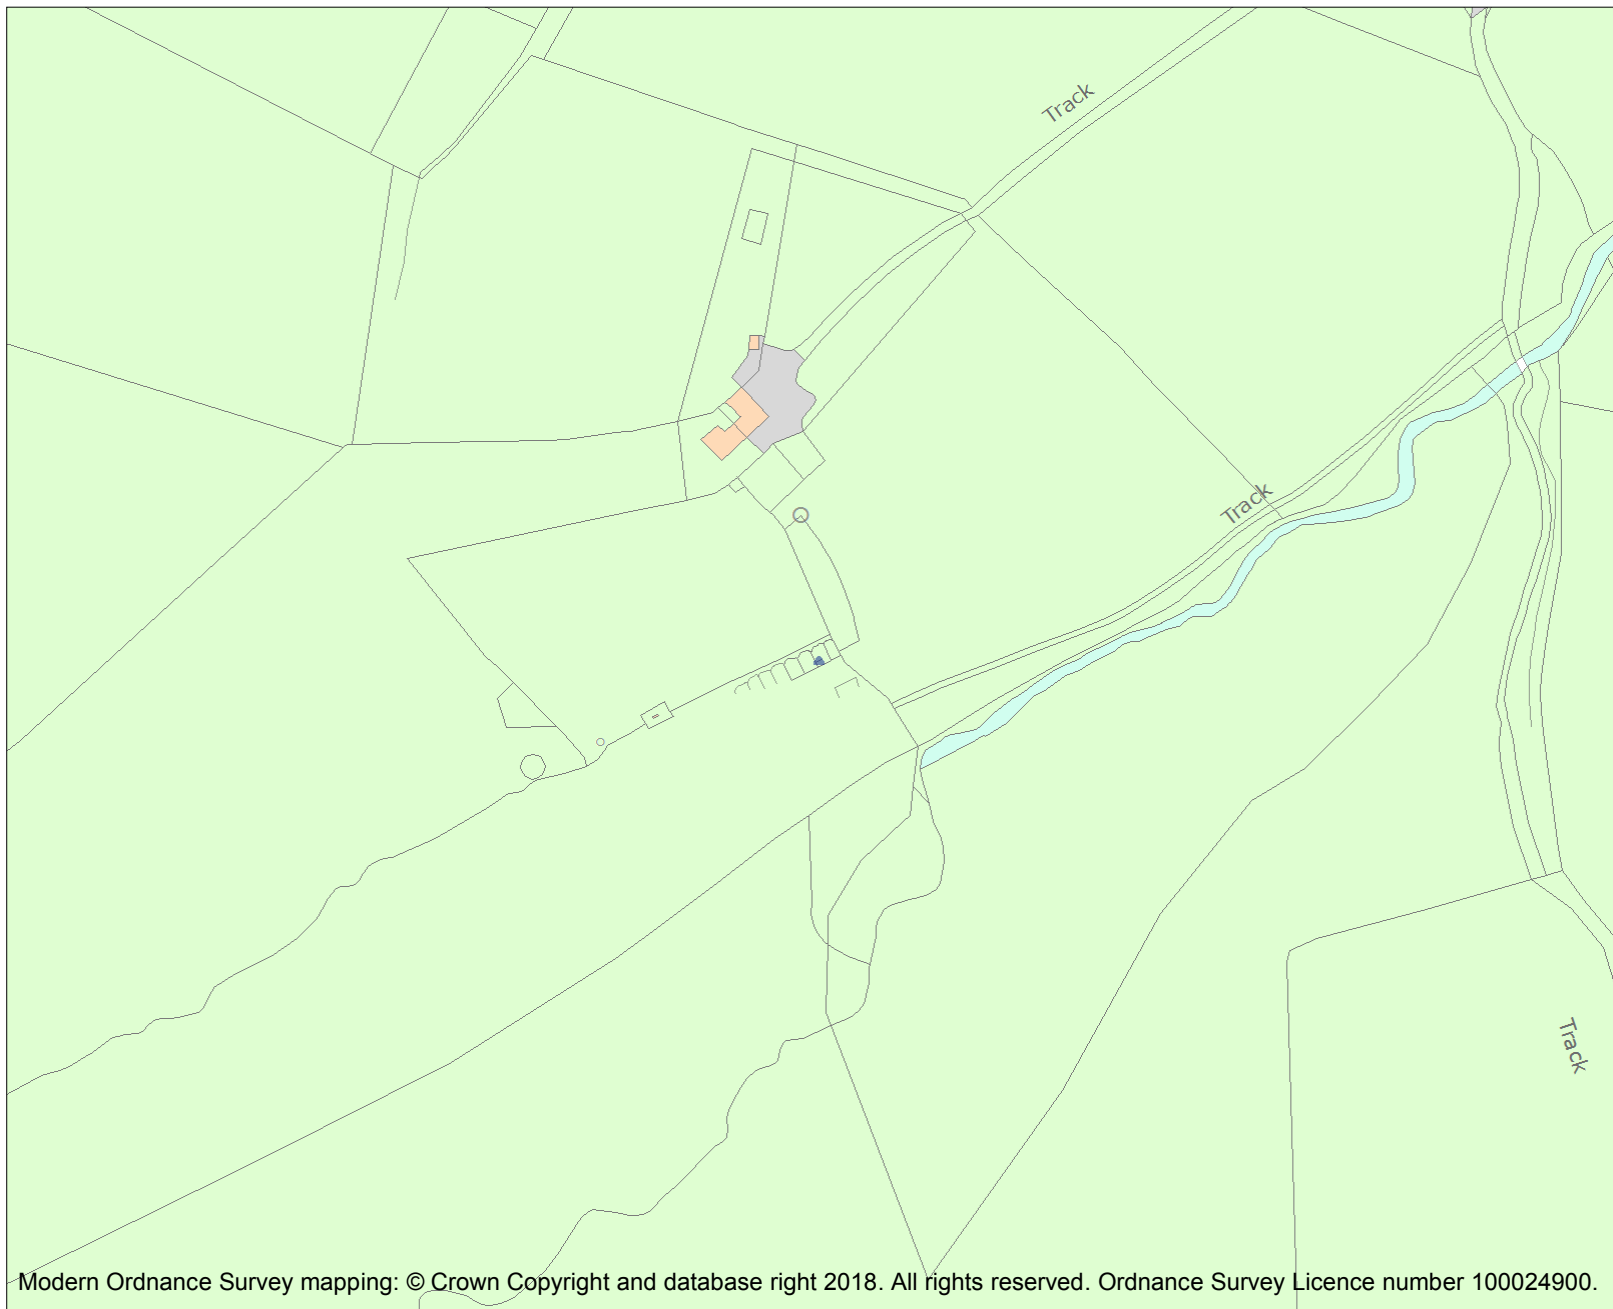 Track
Track
Track
Modern Ordnance Survey mapping: © Crown Copyright and database right 2018. All rights reserved. Ordnance Survey Licence number 100024900.